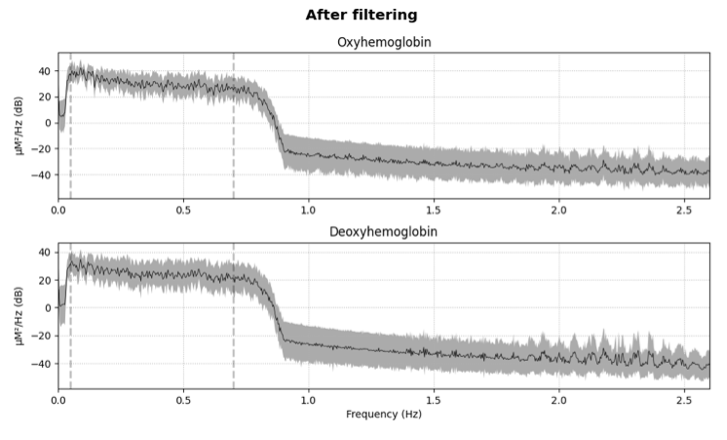 After filtering
Oxyhemoglobin
µM²/Hz (dB)
40
20
0
−20
−40
0.0 0.5 1.0 1.5 2.0 2.5
Deoxyhemoglobin
µM²/Hz (dB)
40
20
0
−20
−40
0.0 0.5 1.0 1.5 2.0 2.5
Frequency (Hz)